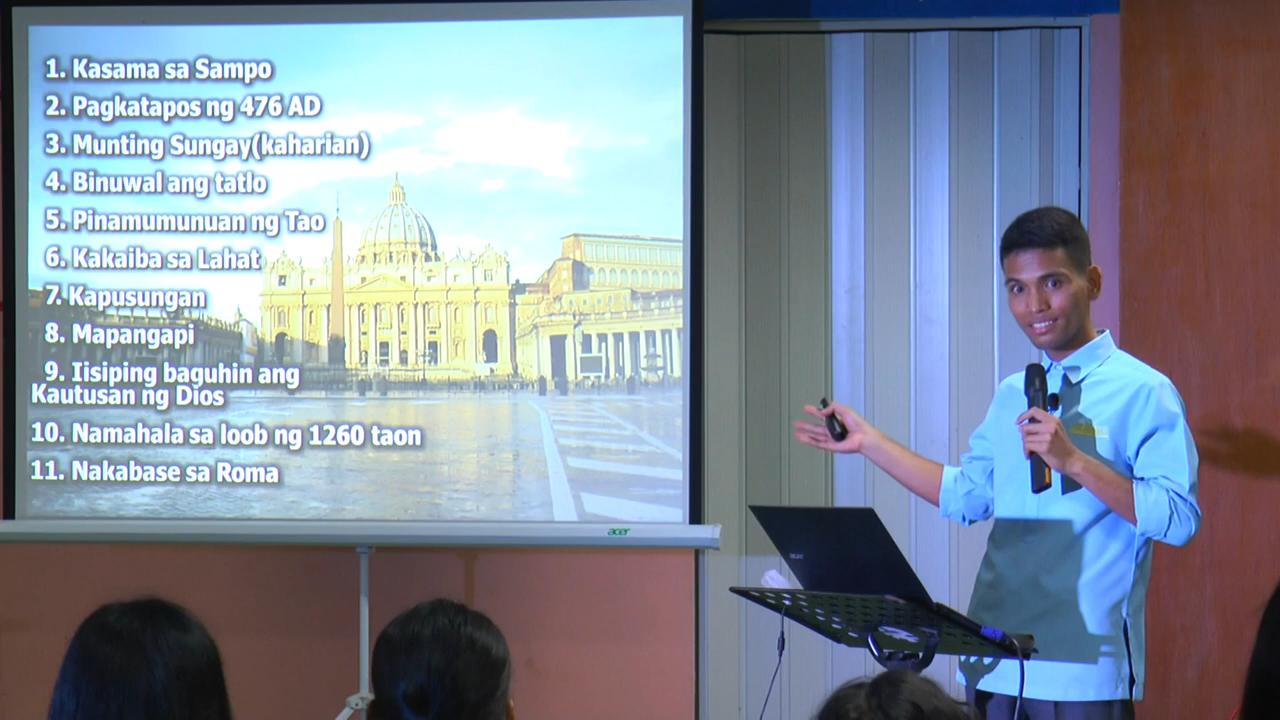 1. Kasama sa Sampo
2. Pagkatapos ng 476 AD
3. Munting Sungay(kaharian)
4. Binuwal ang tatlo
5. Pinamumunuan ng Tao
6. Kakaiba sa Lahat
7. Kapusungan
8. Mapangapi
9. Iisiping baguhin ang
Kautusan ng Dios
10. Namahala sa loob ng 1260 taon
11. Nakabase sa Roma
acer